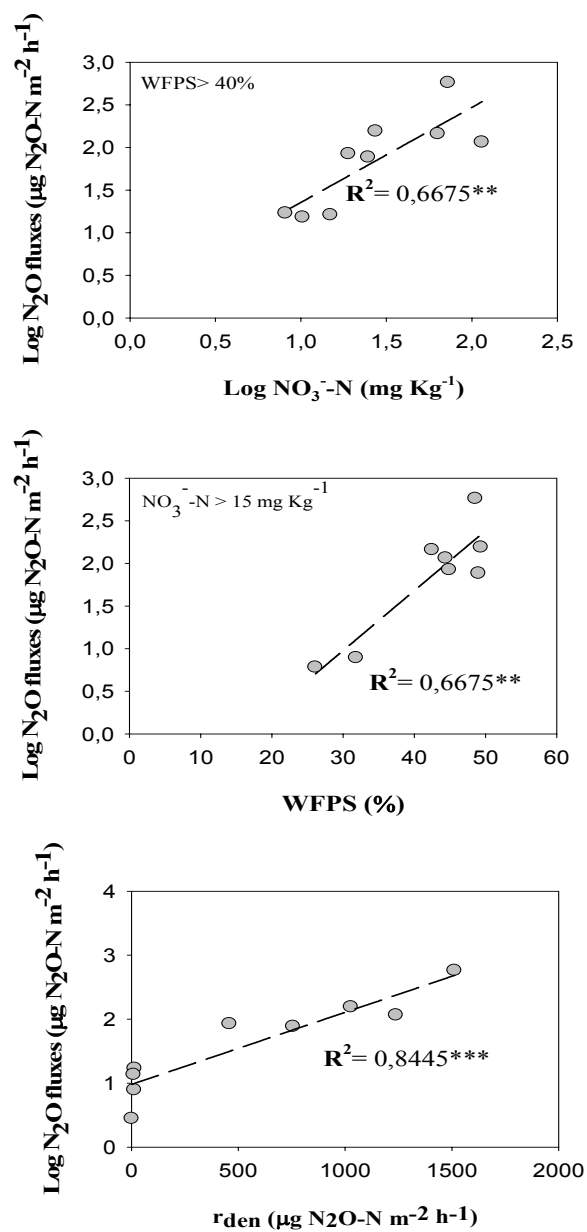 Log N₂O fluxes (µg N₂O-N m⁻² h⁻¹)
3,0
2,5
2,0
1,5
1,0
0,5
0,0
WFPS> 40%
R²= 0,6675**
0,0 0,5 1,0 1,5 2,0 2,5
Log NO₃⁻-N (mg Kg⁻¹)
Log N₂O fluxes (µg N₂O-N m⁻² h⁻¹)
3,0
2,5
2,0
1,5
1,0
0,5
0,0
NO₃⁻-N > 15 mg Kg⁻¹
R²= 0,6675**
0 10 20 30 40 50 60
WFPS (%)
Log N₂O fluxes (µg N₂O-N m⁻² h⁻¹)
4
3
2
1
0
R²= 0,8445***
0 500 1000 1500 2000
rden (µg N2O-N m⁻² h-1)